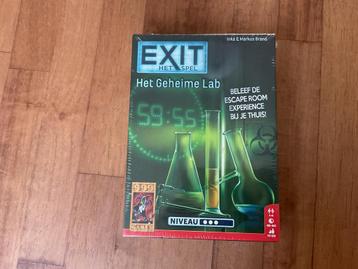 Inka & Markus Brand
EXIT
HET SPEL
Het Geheime Lab
59:55
BELEEF DE
ESCAPE ROOM
EXPERIENCE
BIJ JE THUIS!
999
NIVEAU